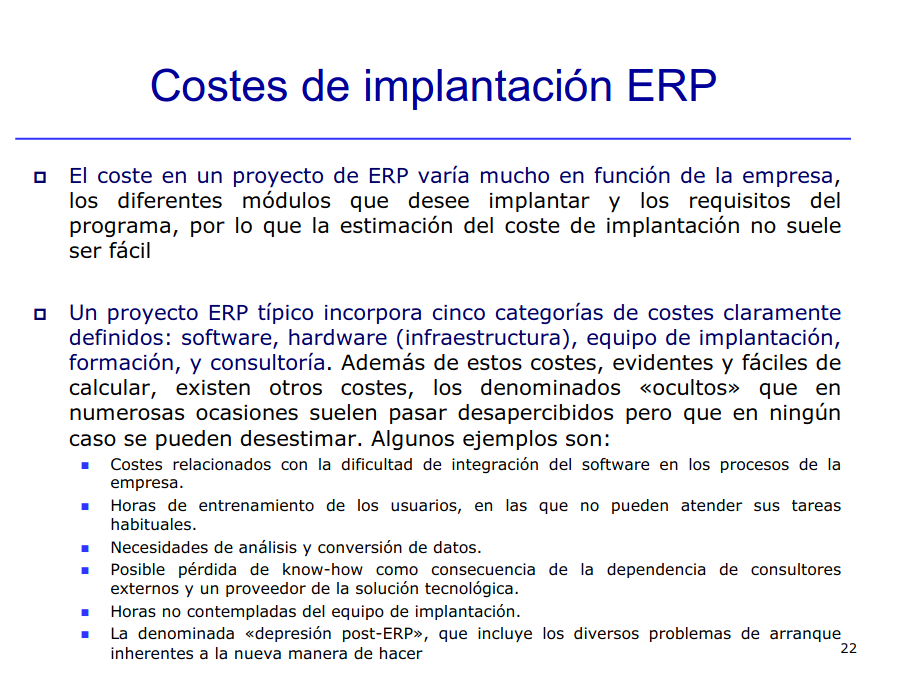 Costes de implantación ERP
El coste en un proyecto de ERP varía mucho en función de la empresa,
los diferentes módulos que desee implantar y los requisitos del
programa, por lo que la estimación del coste de implantación no suele
ser fácil
Un proyecto ERP típico incorpora cinco categorías de costes claramente
definidos: software, hardware (infraestructura), equipo de implantación,
formación, y consultoría. Además de estos costes, evidentes y fáciles de
calcular, existen otros costes, los denominados «ocultos» que en
numerosas ocasiones suelen pasar desapercibidos pero que en ningún
caso se pueden desestimar. Algunos ejemplos son:
Costes relacionados con la dificultad de integración del software en los procesos de la
empresa.
Horas de entrenamiento de los usuarios, en las que no pueden atender sus tareas
habituales.
Necesidades de análisis y conversión de datos.
Posible pérdida de know-how como consecuencia de la dependencia de consultores
externos y un proveedor de la solución tecnológica.
Horas no contempladas del equipo de implantación.
La denominada «depresión post-ERP», que incluye los diversos problemas de arranque
inherentes a la nueva manera de hacer
22